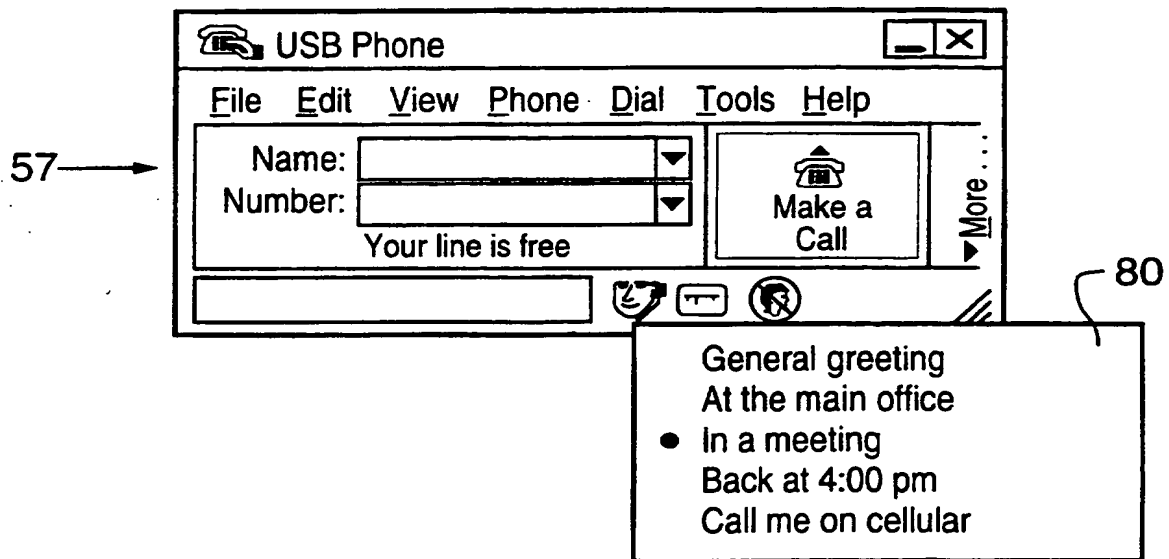 USB Phone
File Edit View Phone Dial Tools Help
57
Name:
Number:
Your line is free
Make a
Call
More...
80
General greeting
At the main office
● In a meeting
Back at 4:00 pm
Call me on cellular